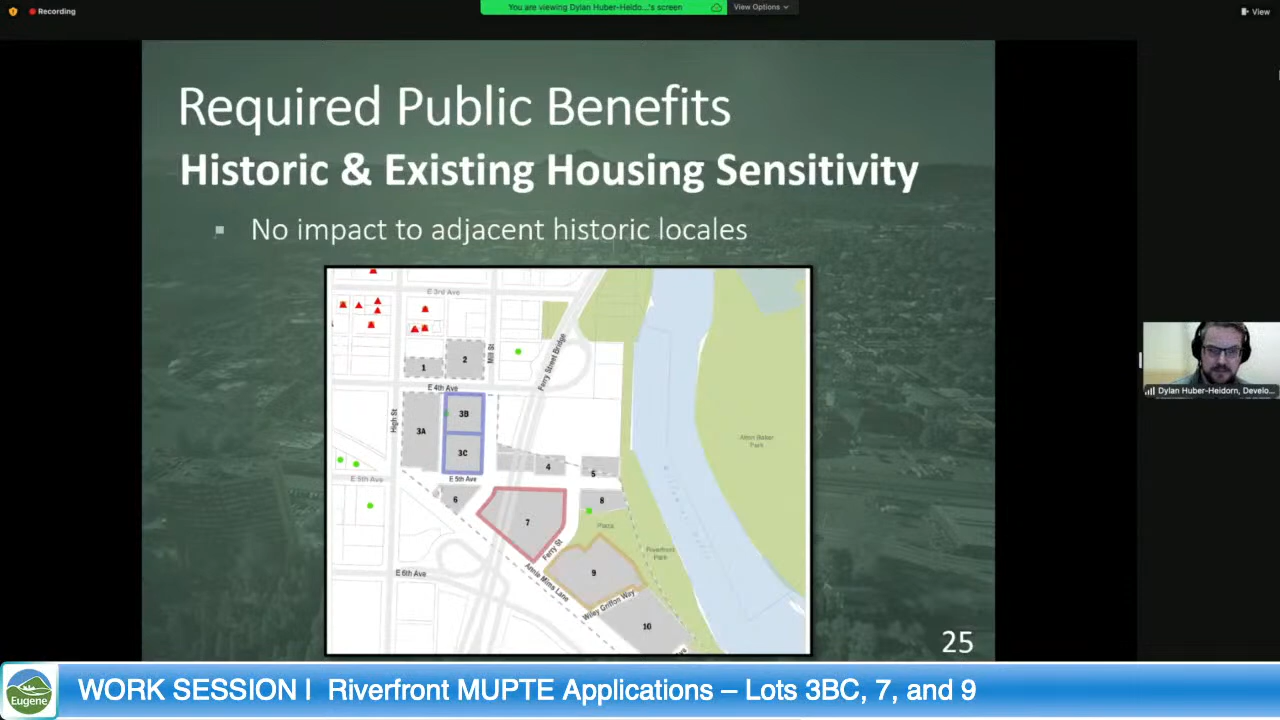 Recording
You are viewing Dylan Huber-Heido...'s screen
View Options
View
Required Public Benefits
Historic & Existing Housing Sensitivity
No impact to adjacent historic locales
E 3rd Ave
Ferry Street Bridge
Mill St
2
1
E 4th Ave
High St
3B
3A
3C
Alton Baker
Park
4
5
E 5th Ave
E 5th Ave
6
8
7
Plaza
Ferry St
Riverfront
Park
9
E 6th Ave
Annie Mims Lane
Wiley Griffon Way
10
25
Dylan Huber-Heidorn, Develo...
Eugene
WORK SESSION | Riverfront MUPTE Applications – Lots 3BC, 7, and 9